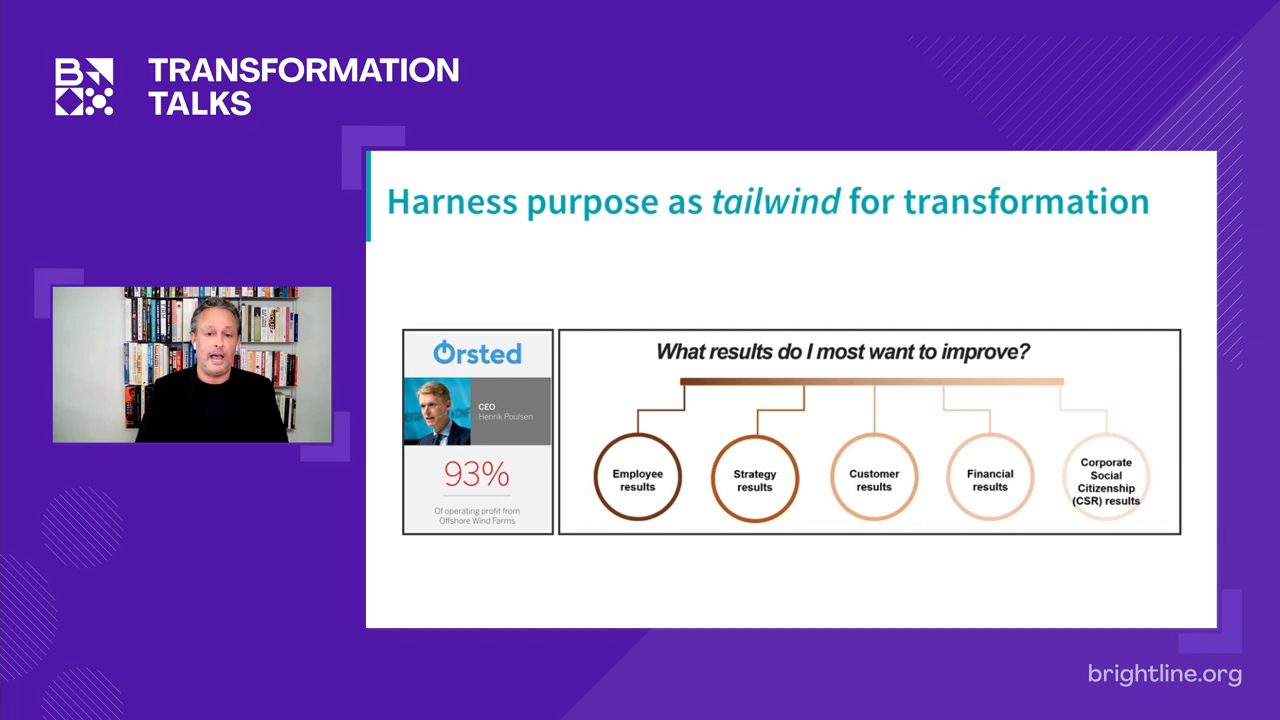 TRANSFORMATION
TALKS
Harness purpose as tailwind for transformation
Ørsted
CEO
Henrik Poulsen
93%
Of operating profit from
Offshore Wind Farms
What results do I most want to improve?
Employee
results
Strategy
results
Customer
results
Financial
results
Corporate
Social
Citizenship
(CSR) results
brightline.org